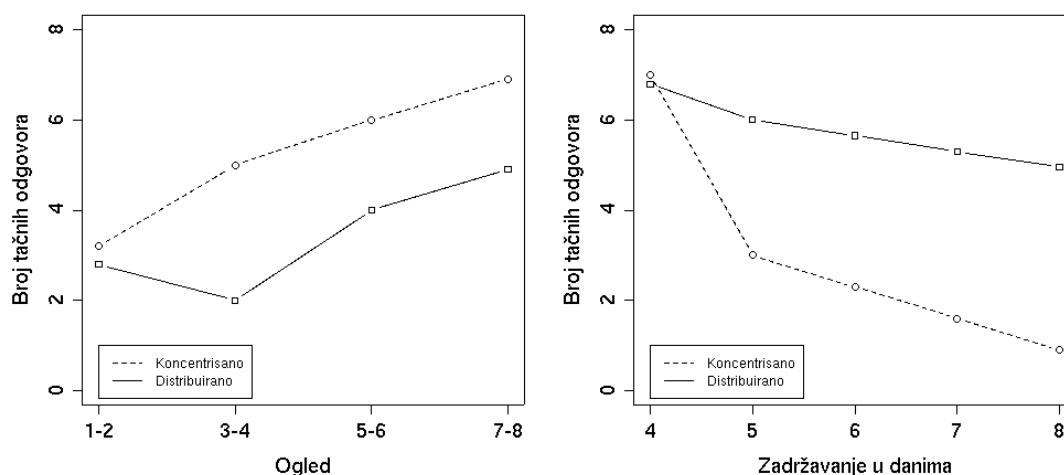 Broj tačnih odgovora
8
6
4
2
0
Koncentrisano
Distribuirano
1-2 3-4 5-6 7-8
Ogled
Broj tačnih odgovora
8
6
4
2
0
Koncentrisano
Distribuirano
4 5 6 7 8
Zadržavanje u danima